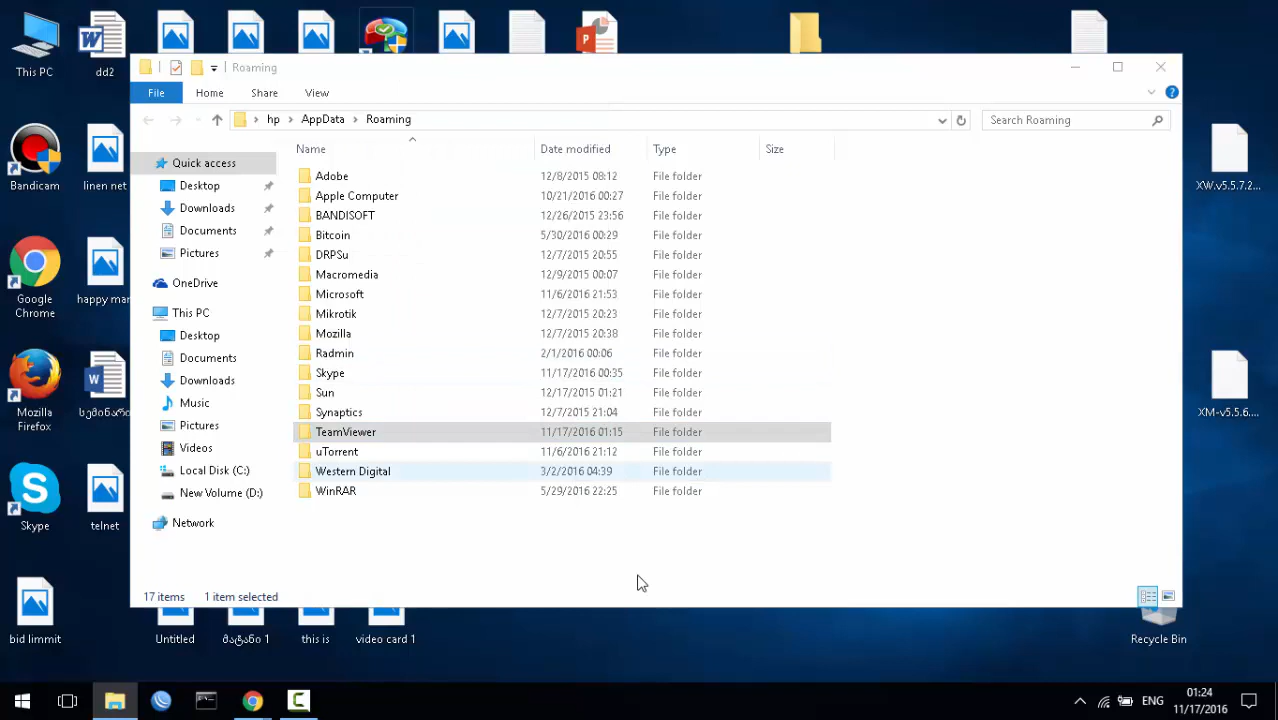 This PC
dd2
Roaming
File
Home
Share
View
hp
AppData
Roaming
Search Roaming
Name
Date modified
Type
Size
Quick access
Desktop
Downloads
Documents
Pictures
OneDrive
This PC
Desktop
Documents
Downloads
Music
Pictures
Videos
Local Disk (C:)
New Volume (D:)
Network
Adobe 12/8/2015 08:12 File folder
Apple Computer 10/21/2016 00:27 File folder
BANDISOFT 12/26/2015 23:56 File folder
Bitcoin 5/30/2016 00:29 File folder
DRPSu 12/7/2015 20:55 File folder
Macromedia 12/9/2015 00:07 File folder
Microsoft 11/6/2016 21:53 File folder
Mikrotik 12/7/2015 20:23 File folder
Mozilla 12/7/2015 20:38 File folder
Radmin 2/7/2016 00:06 File folder
Skype 11/17/2016 00:35 File folder
Sun 12/17/2015 01:21 File folder
Synaptics 12/7/2015 21:04 File folder
TeamViewer 11/17/2016 01:15 File folder
uTorrent 11/6/2016 21:12 File folder
Western Digital 3/2/2016 04:39 File folder
WinRAR 5/29/2016 22:25 File folder
17 items
1 item selected
Bandicam
linen net
Google
Chrome
happy mar
Mozilla
Firefox
სემინარი
Skype
telnet
bid limmit
Untitled
მატანი 1
this is
video card 1
XW.v5.5.7.2...
XM-v5.5.6....
Recycle Bin
ENG
01:24
11/17/2016